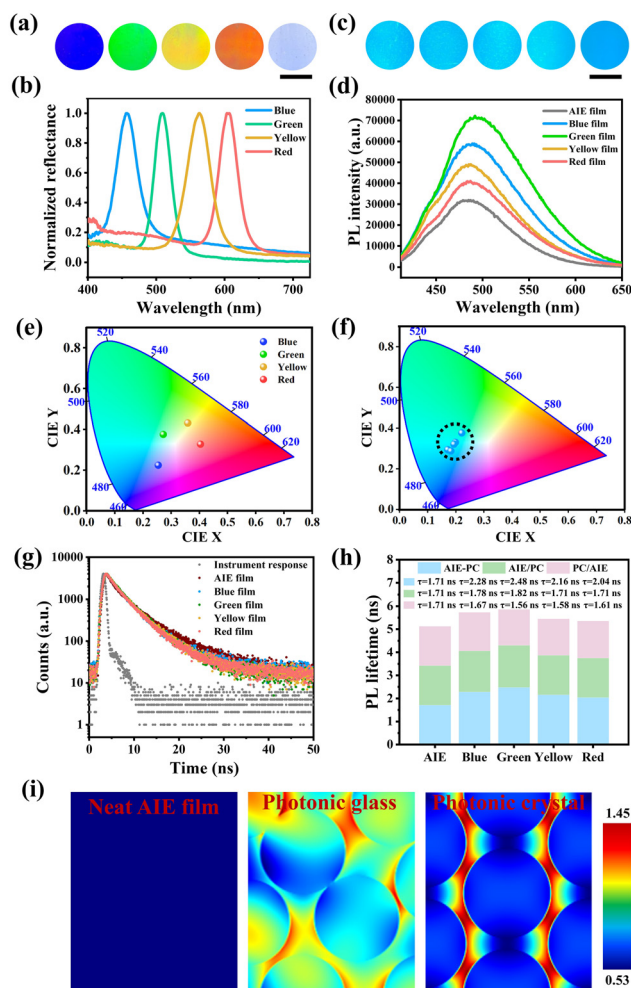 (a)
(c)
(b)
Normalized reflectance
1.0
0.8
0.6
0.4
0.2
0.0
400
500
600
700
Wavelength (nm)
Blue
Green
Yellow
Red
(d)
PL intensity (a.u.)
80000
70000
60000
50000
40000
30000
20000
10000
0
450
500
550
600
650
Wavelength (nm)
AIE film
Blue film
Green film
Yellow film
Red film
(e)
CIE Y
0.8
0.6
0.4
0.2
0.0
0.0 0.1 0.2 0.3 0.4 0.5 0.6 0.7 0.8
CIE X
520
540
560
580
600
620
500
480
460
Blue
Green
Yellow
Red
(f)
CIE Y
0.8
0.6
0.4
0.2
0.0
0.0 0.1 0.2 0.3 0.4 0.5 0.6 0.7 0.8
CIE X
520
540
560
580
600
620
500
480
460
(g)
Counts (a.u.)
10000
1000
100
10
1
0 10 20 30 40 50
Time (ns)
Instrument response
AIE film
Blue film
Green film
Yellow film
Red film
(h)
PL lifetime (ns)
8
7
6
5
4
3
2
1
0
AIE-PC AIE/PC PC/AIE
τ=1.71 ns τ=2.28 ns τ=2.48 ns τ=2.16 ns τ=2.04 ns
τ=1.71 ns τ=1.78 ns τ=1.82 ns τ=1.71 ns τ=1.71 ns
τ=1.71 ns τ=1.67 ns τ=1.56 ns τ=1.58 ns τ=1.61 ns
AIE Blue Green Yellow Red
(i)
Neat AIE film
Photonic glass
Photonic crystal
1.45
0.53